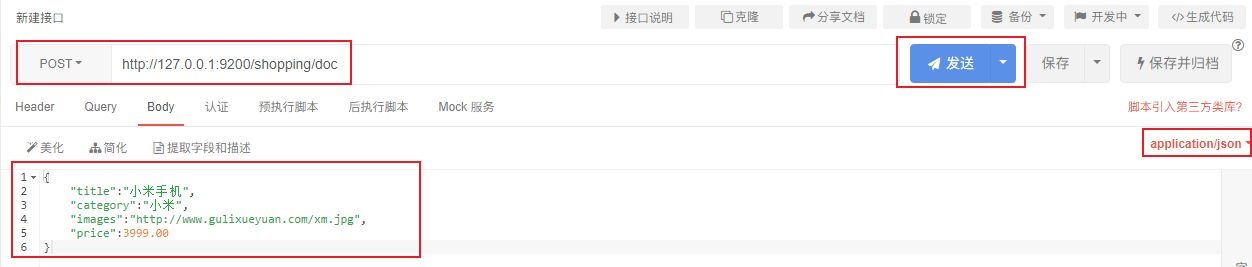 新建接口
接口说明 克隆 分享文档 锁定 备份 开发中 </>生成代码
POST http://127.0.0.1:9200/shopping/doc 发送 保存 保存并归档
Header Query Body 认证 预执行脚本 后执行脚本 Mock 服务 脚本引入第三方类库?
美化 简化 提取字段和描述 application/json
1 {
2 "title":"小米手机",
3 "category":"小米",
4 "images":"http://www.gulixueyuan.com/xm.jpg",
5 "price":3999.00
6 }